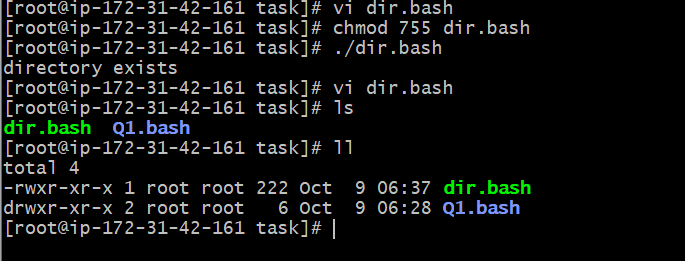 [root@ip-172-31-42-161 task]# vi dir.bash
[root@ip-172-31-42-161 task]# chmod 755 dir.bash
[root@ip-172-31-42-161 task]# ./dir.bash
directory exists
[root@ip-172-31-42-161 task]# vi dir.bash
[root@ip-172-31-42-161 task]# ls
dir.bash  Q1.bash
[root@ip-172-31-42-161 task]# ll
total 4
-rwxr-xr-x 1 root root 222 Oct  9 06:37 dir.bash
drwxr-xr-x 2 root root   6 Oct  9 06:28 Q1.bash
[root@ip-172-31-42-161 task]#